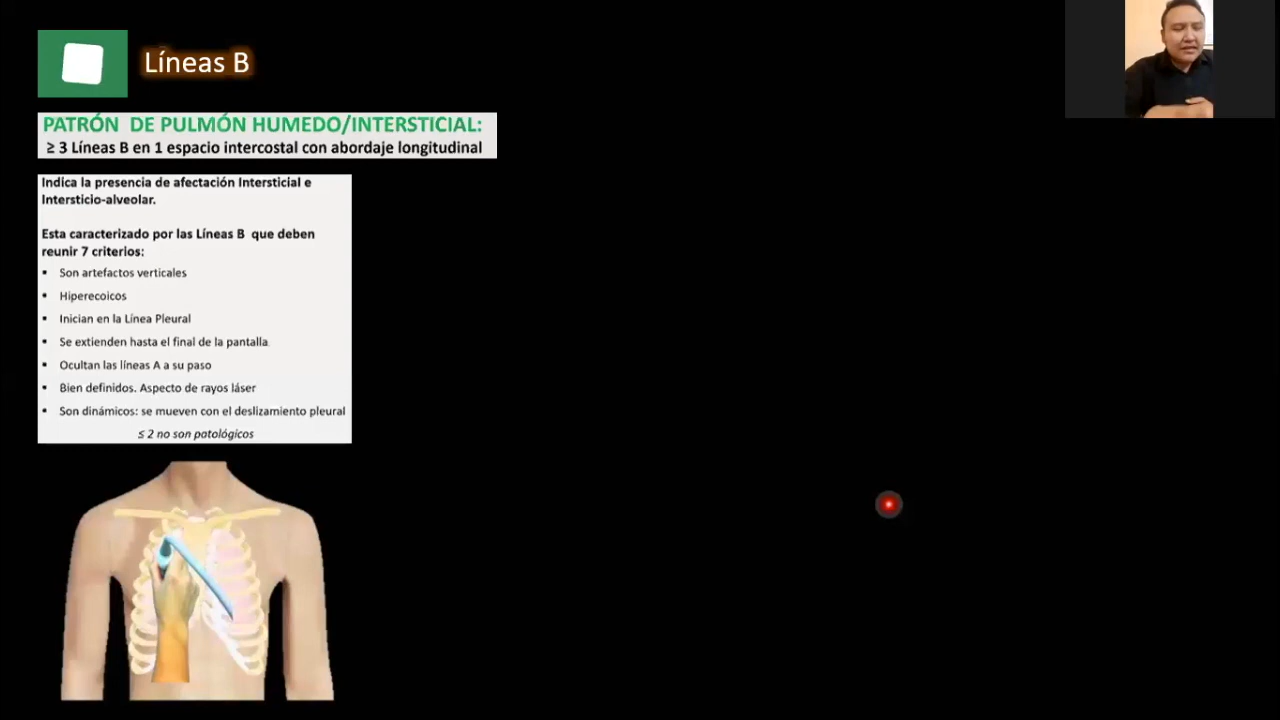 Líneas B
PATRÓN DE PULMÓN HUMEDO/INTERSTICIAL:
≥ 3 Líneas B en 1 espacio intercostal con abordaje longitudinal
Indica la presencia de afectación Intersticial e
Intersticio-alveolar.
Esta caracterizado por las Líneas B que deben
reunir 7 criterios:
▪ Son artefactos verticales
▪ Hiperecoicos
▪ Inician en la Línea Pleural
▪ Se extienden hasta el final de la pantalla
▪ Ocultan las líneas A a su paso
▪ Bien definidos. Aspecto de rayos láser
▪ Son dinámicos: se mueven con el deslizamiento pleural
≤ 2 no son patológicos